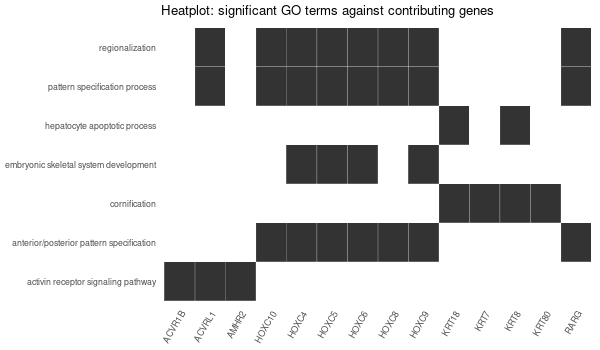 Heatplot: significant GO terms against contributing genes
regionalization
pattern specification process
hepatocyte apoptotic process
embryonic skeletal system development
cornification
anterior/posterior pattern specification
activin receptor signaling pathway
ACVR1B
ACVRL1
AMHR2
HOXC10
HOXC4
HOXC5
HOXC6
HOXC8
HOXC9
KRT18
KRT7
KRT8
KRT80
RARG